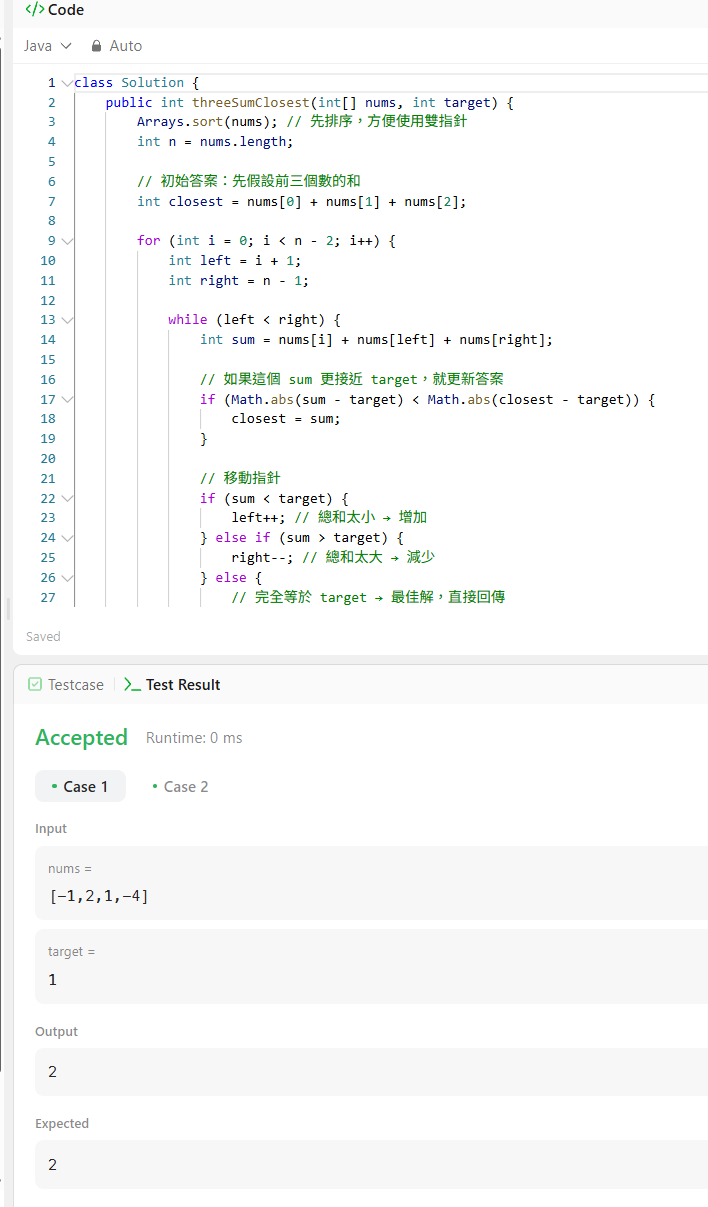 </> Code
Java Auto
1 class Solution {
2 public int threeSumClosest(int[] nums, int target) {
3 Arrays.sort(nums); // 先排序，方便使用雙指針
4 int n = nums.length;
5
6 // 初始答案：先假設前三個數的和
7 int closest = nums[0] + nums[1] + nums[2];
8
9 for (int i = 0; i < n - 2; i++) {
10 int left = i + 1;
11 int right = n - 1;
12
13 while (left < right) {
14 int sum = nums[i] + nums[left] + nums[right];
15
16 // 如果這個 sum 更接近 target，就更新答案
17 if (Math.abs(sum - target) < Math.abs(closest - target)) {
18 closest = sum;
19 }
20
21 // 移動指針
22 if (sum < target) {
23 left++; // 總和太小 → 增加
24 } else if (sum > target) {
25 right--; // 總和太大 → 減少
26 } else {
27 // 完全等於 target → 最佳解，直接回傳
Saved
Testcase | >_ Test Result
Accepted Runtime: 0 ms
• Case 1 • Case 2
Input
nums =
[-1,2,1,-4]
target =
1
Output
2
Expected
2